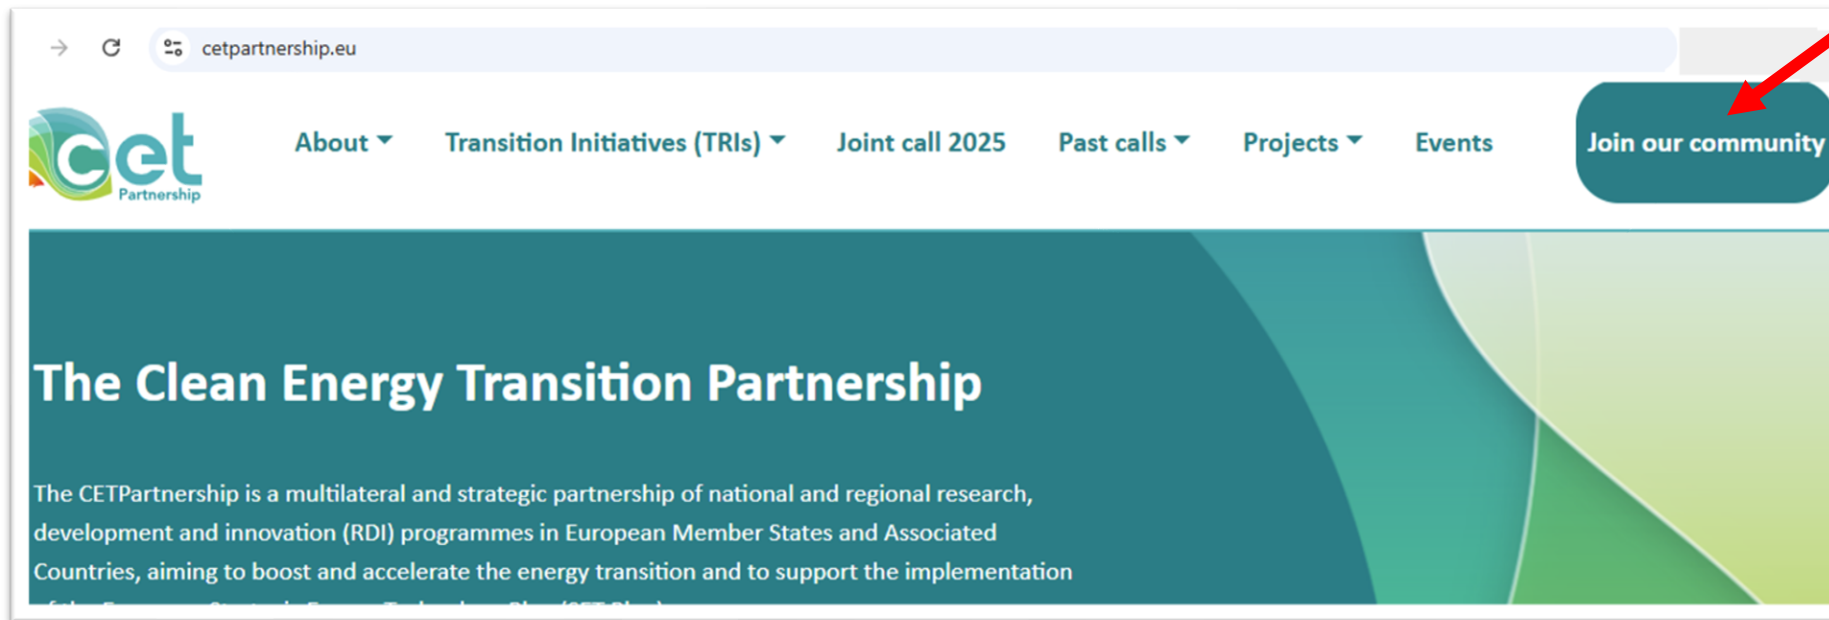 cetpartnership.eu
cet
Partnership
About
Transition Initiatives (TRIs)
Joint call 2025
Past calls
Projects
Events
Join our community
The Clean Energy Transition Partnership
The CETPartnership is a multilateral and strategic partnership of national and regional research,
development and innovation (RDI) programmes in European Member States and Associated
Countries, aiming to boost and accelerate the energy transition and to support the implementation